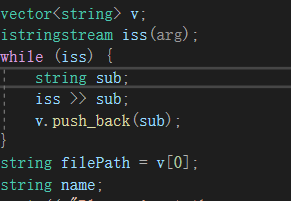 vector<string> v;
istringstream iss(arg);
while (iss) {
string sub;
iss >> sub;
v.push_back(sub);
}
string filePath = v[0];
string name;